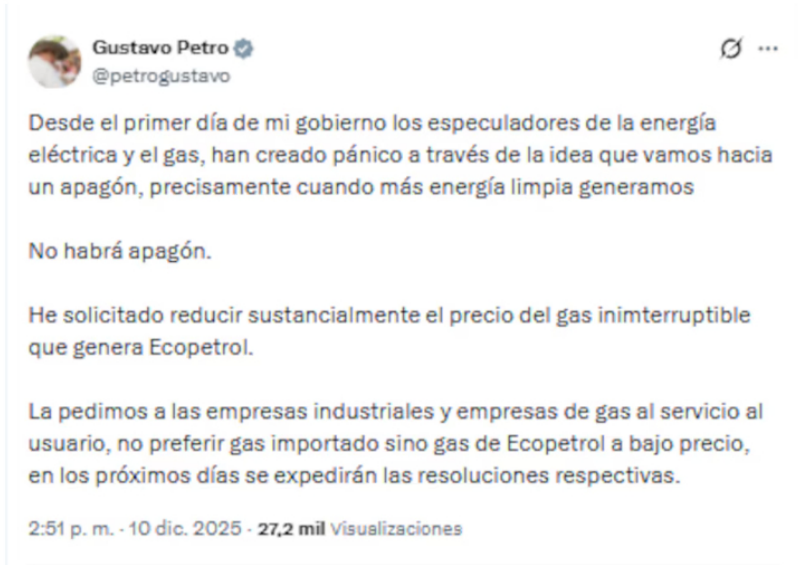 Gustavo Petro
@petrogustavo
Desde el primer día de mi gobierno los especuladores de la energía
eléctrica y el gas, han creado pánico a través de la idea que vamos hacia
un apagón, precisamente cuando más energía limpia generamos
No habrá apagón.
He solicitado reducir sustancialmente el precio del gas inimterruptible
que genera Ecopetrol.
La pedimos a las empresas industriales y empresas de gas al servicio al
usuario, no preferir gas importado sino gas de Ecopetrol a bajo precio,
en los próximos días se expedirán las resoluciones respectivas.
2:51 p. m. · 10 dic. 2025 · 27,2 mil Visualizaciones